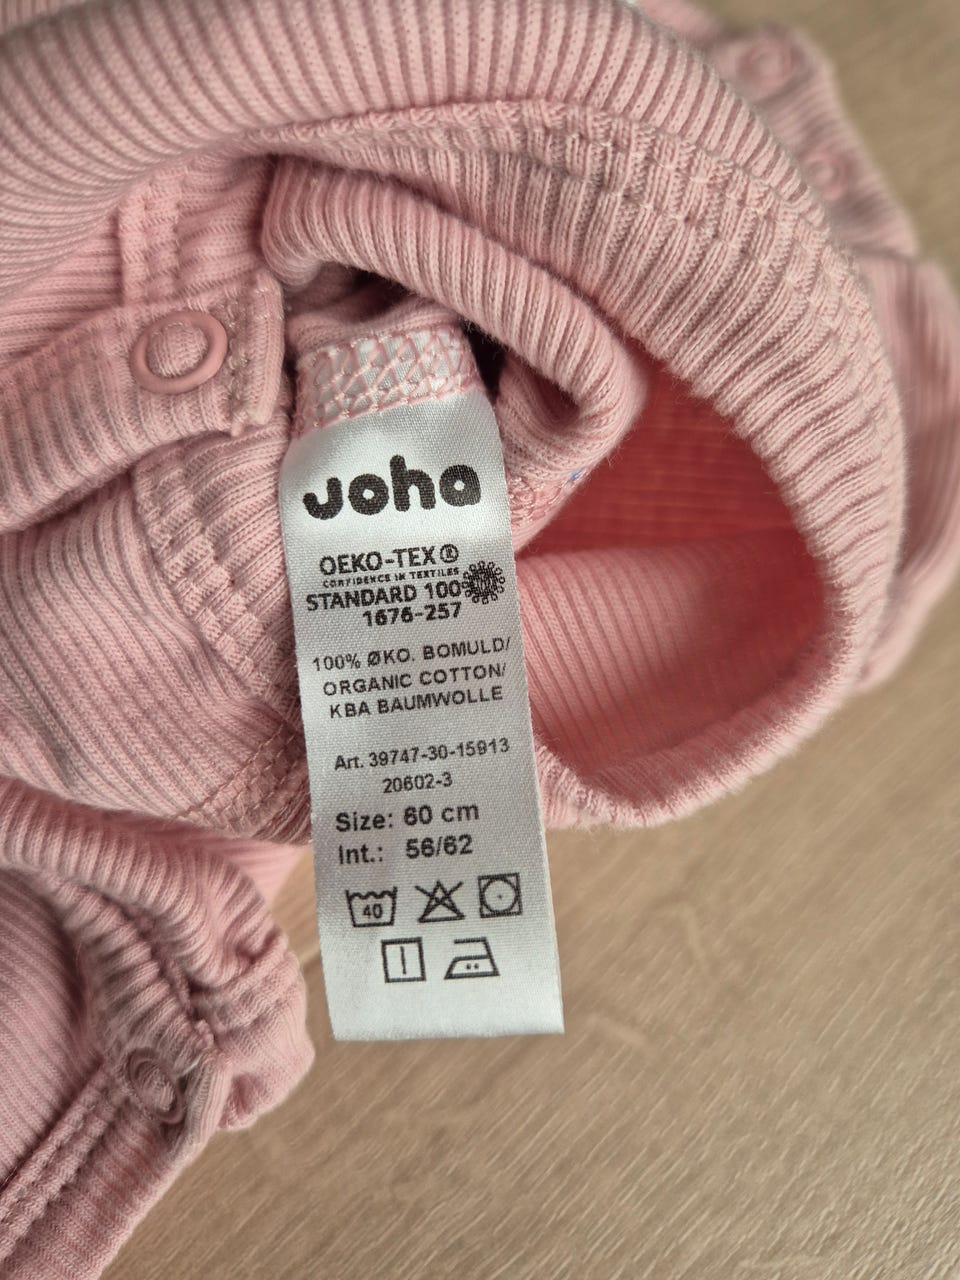 Joha
OEKO-TEX®
CONFIDENCE IN TEXTILES
STANDARD 100
1676-257
100% ØKO. BOMULD/
ORGANIC COTTON/
KBA BAUMWOLLE
Art. 39747-30-15913
20602-3
Size: 60 cm
Int.: 56/62
40